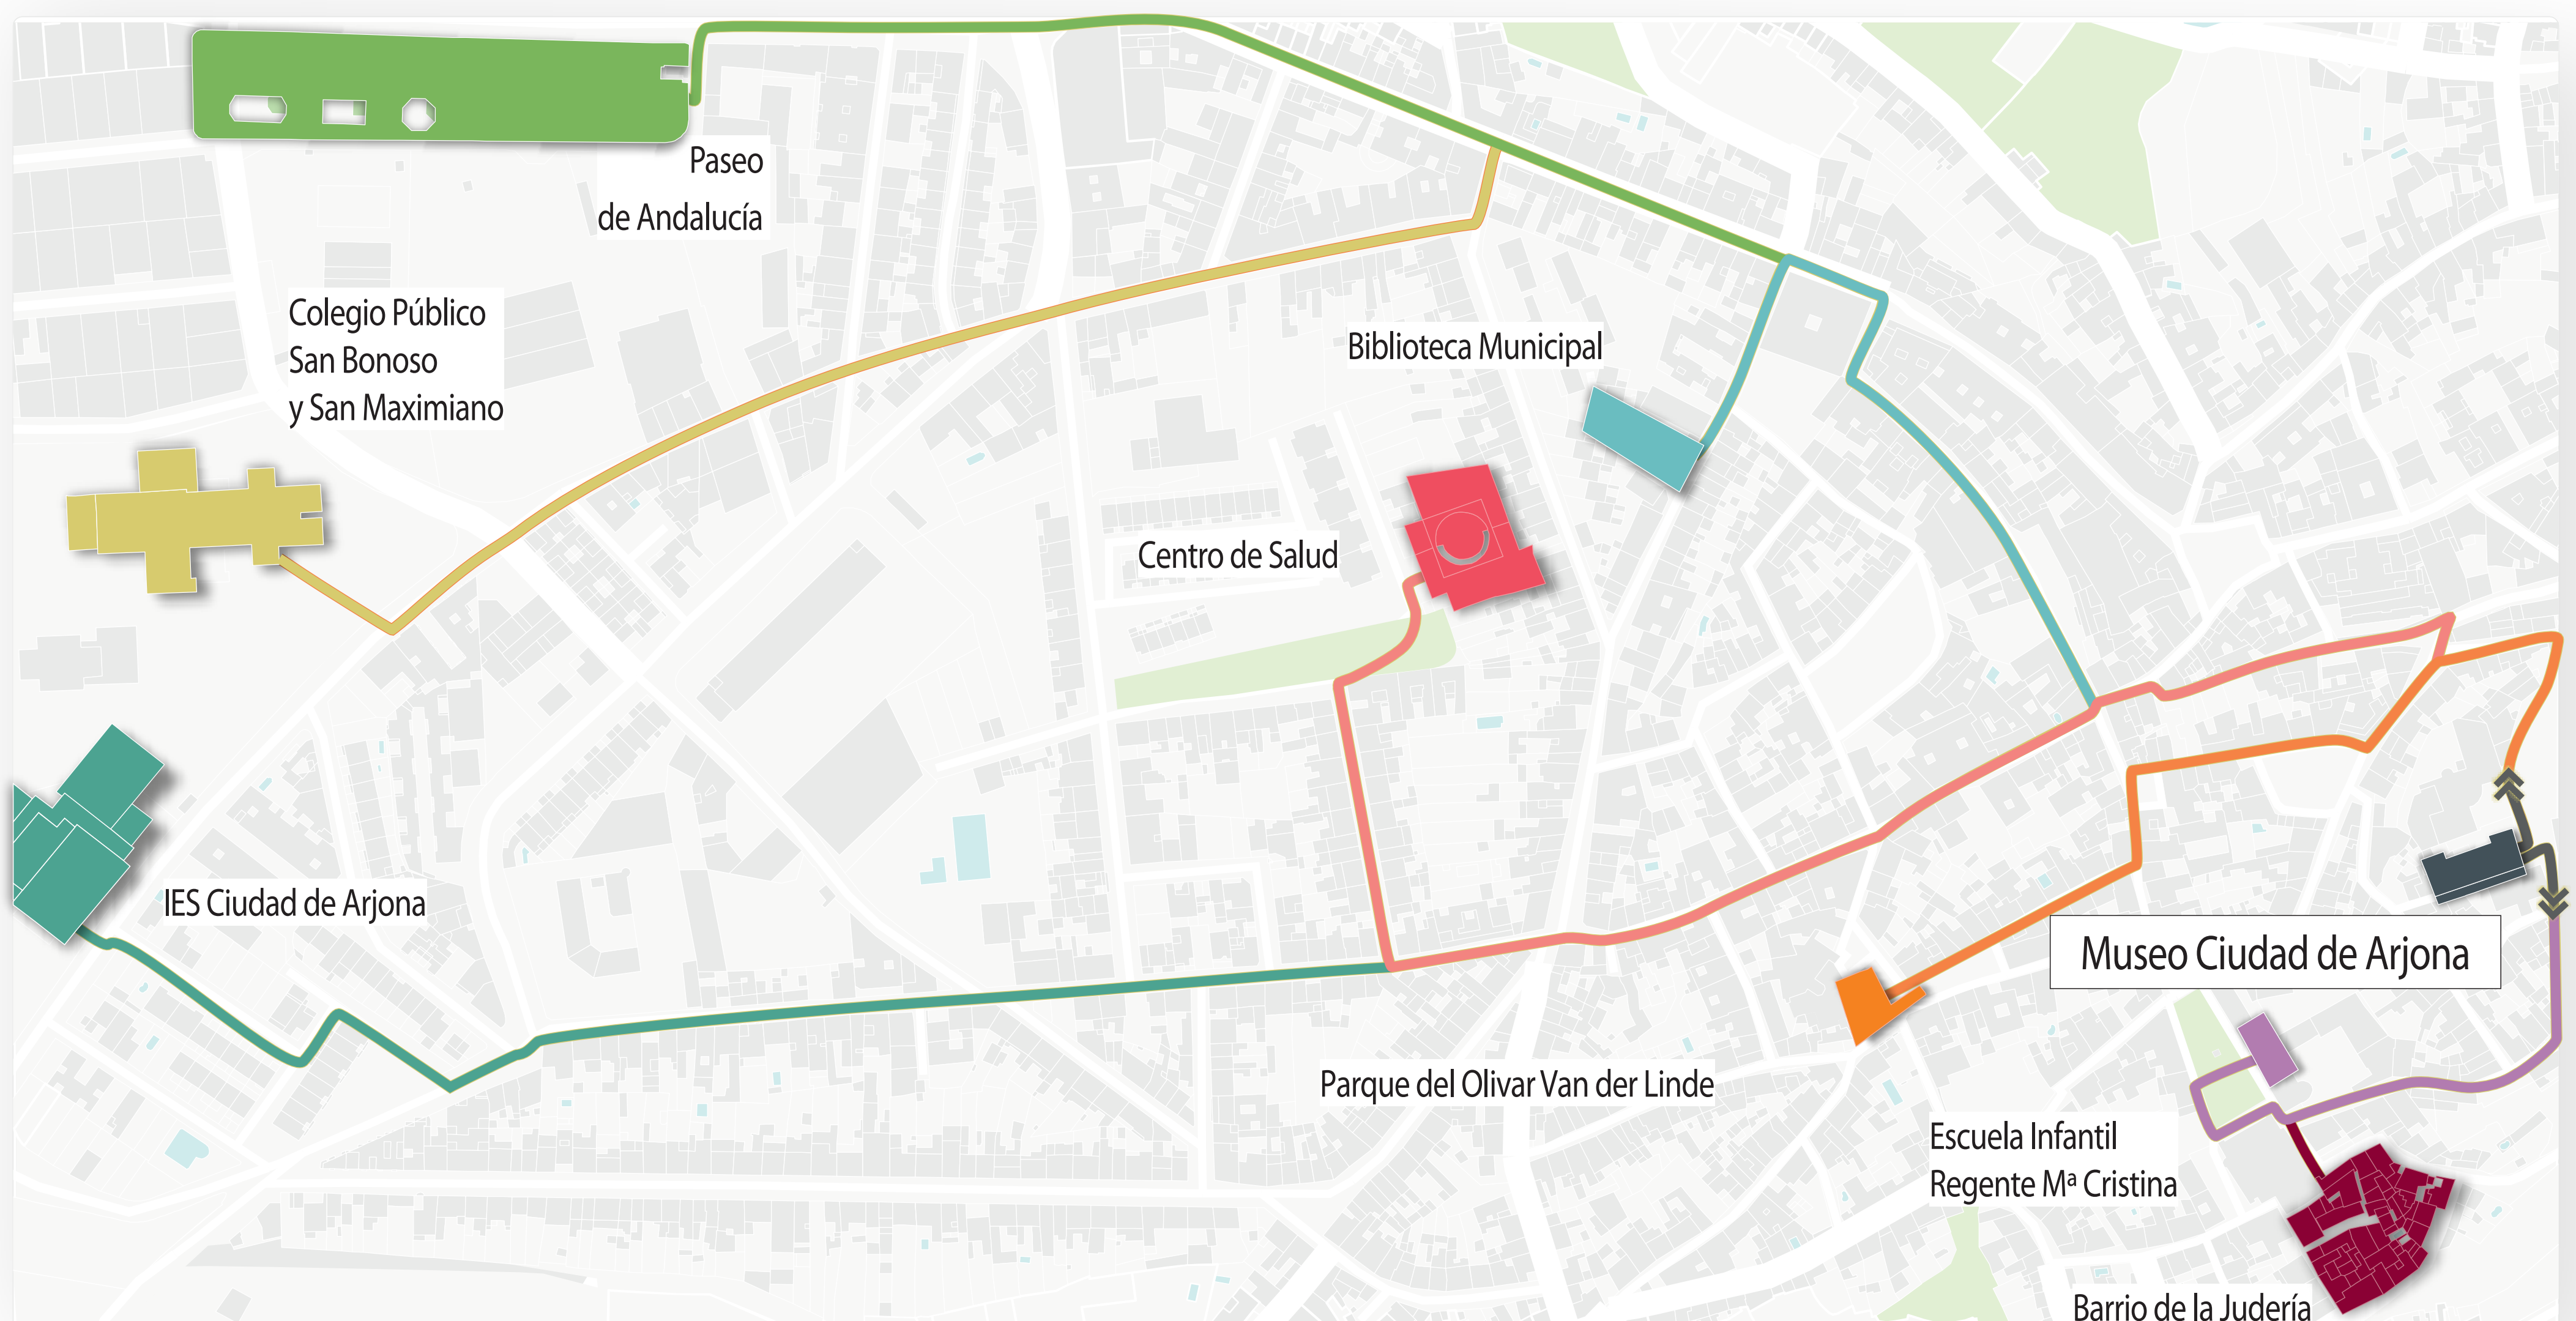 Paseo
de Andalucía
Colegio Público
San Bonoso
y San Maximiano
Biblioteca Municipal
Centro de Salud
IES Ciudad de Arjona
Museo Ciudad de Arjona
Parque del Olivar Van der Linde
Escuela Infantil
Regente Mª Cristina
Barrio de la Judería